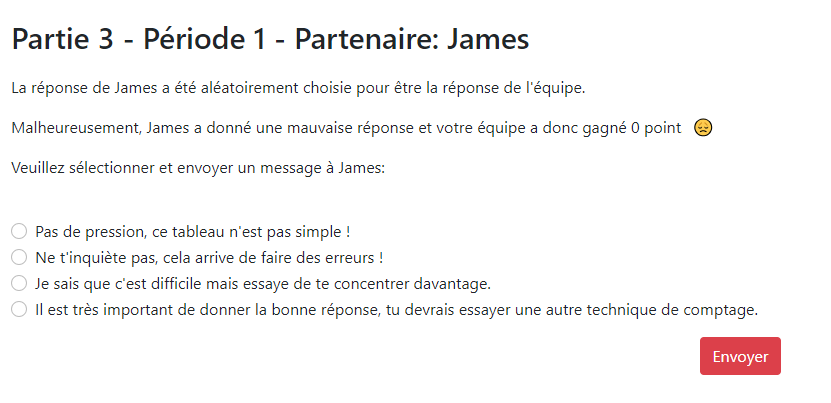 Partie 3 - Période 1 - Partenaire: James
La réponse de James a été aléatoirement choisie pour être la réponse de l'équipe.
Malheureusement, James a donné une mauvaise réponse et votre équipe a donc gagné 0 point 😔
Veuillez sélectionner et envoyer un message à James:
Pas de pression, ce tableau n'est pas simple !
Ne t'inquiète pas, cela arrive de faire des erreurs !
Je sais que c'est difficile mais essaye de te concentrer davantage.
Il est très important de donner la bonne réponse, tu devrais essayer une autre technique de comptage.
Envoyer